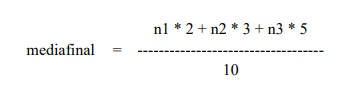 n1 * 2 + n2 * 3 + n3 * 5
mediafinal = -----------------------------------
10